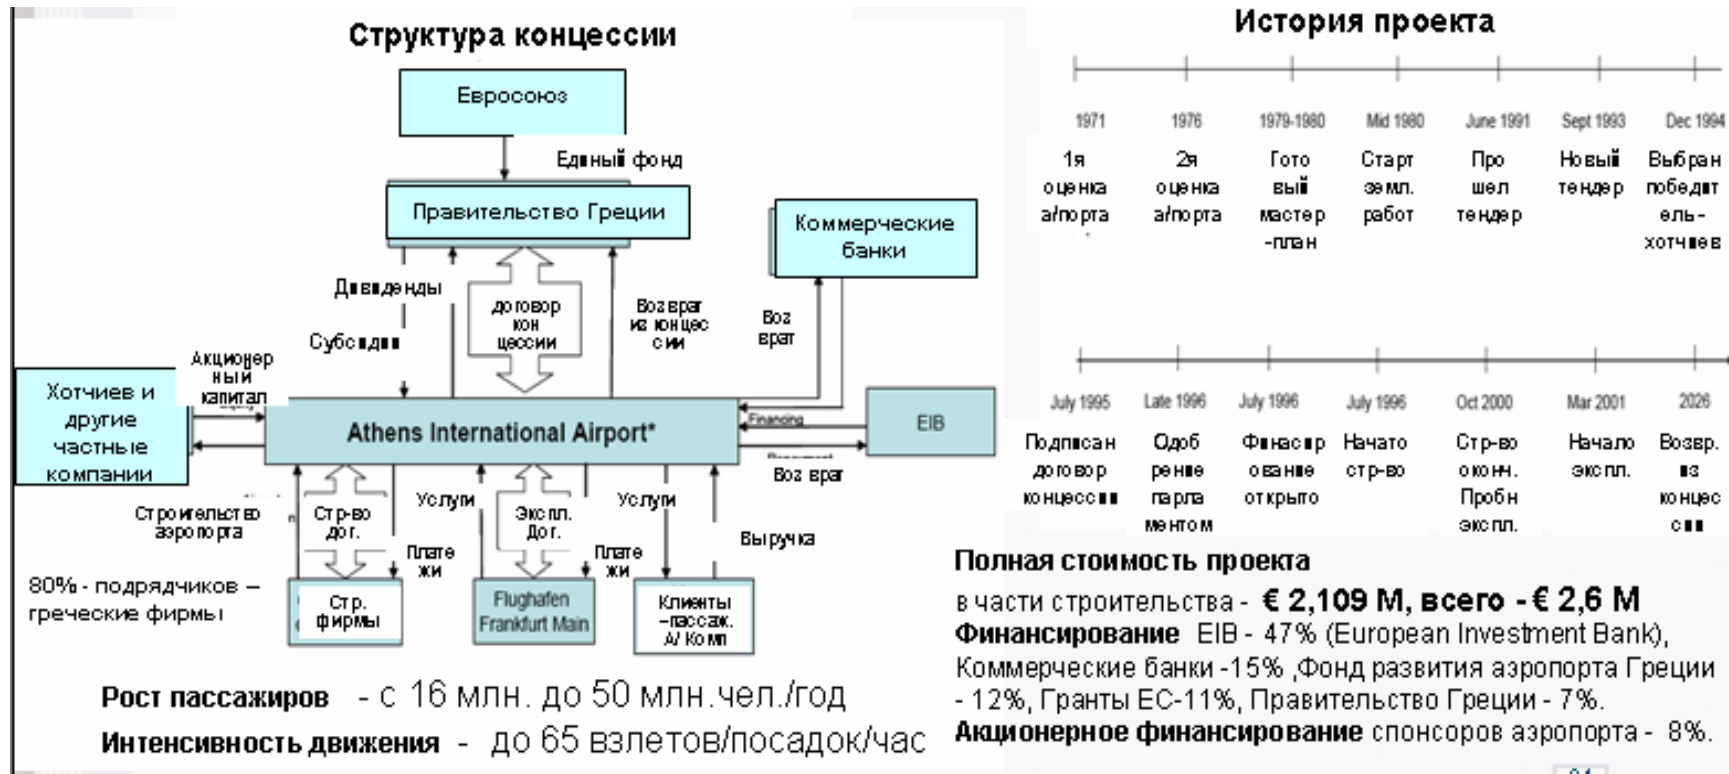 Структура концессии
Евросоюз
Единый фонд
Правительство Греции
Коммерческие
банки
Дивиденды
Субсидии
договор
кон
цессии
Возврат
из концес
сии
Воз
врат
Акционер
ный
капитал
Хотчиев и
другие
частные
компании
Athens International Airport*
Financing
EIB
Воз врат
Строительство
аэропорта
Стр-во
дог.
Плате
жи
Услуги
Экспл.
Дог.
Плате
жи
Услуги
Выручка
80% - подрядчиков –
греческие фирмы
Стр.
фирмы
Flughafen
Frankfurt Main
Клиенты
–пассаж.
А/ Комп
Рост пассажиров - с 16 млн. до 50 млн.чел./год
Интенсивность движения - до 65 взлетов/посадок/час
История проекта
1971 1976 1979-1980 Mid 1980 June 1991 Sept 1993 Dec 1994
1я
оценка
а/порта
2я
оценка
а/порта
Гото
вый
мастер
-план
Старт
земл.
работ
Про
шел
тендер
Новый
тендер
Выбран
победит
ель-
хотчиев
July 1995 Late 1996 July 1996 July 1996 Oct 2000 Mar 2001 2026
Подписан
договор
концессии
Одоб
рение
парла
ментом
Финасир
ование
открыто
Начато
стр-во
Стр-во
оконч.
Пробн
экспл.
Начало
экспл.
Возвр.
из
концес
сии
Полная стоимость проекта
в части строительства - € 2,109 М, всего - € 2,6 М
Финансирование EIB - 47% (European Investment Bank),
Коммерческие банки -15% ,Фонд развития аэропорта Греции
- 12%, Гранты ЕС-11%, Правительство Греции - 7%.
Акционерное финансирование спонсоров аэропорта - 8%.